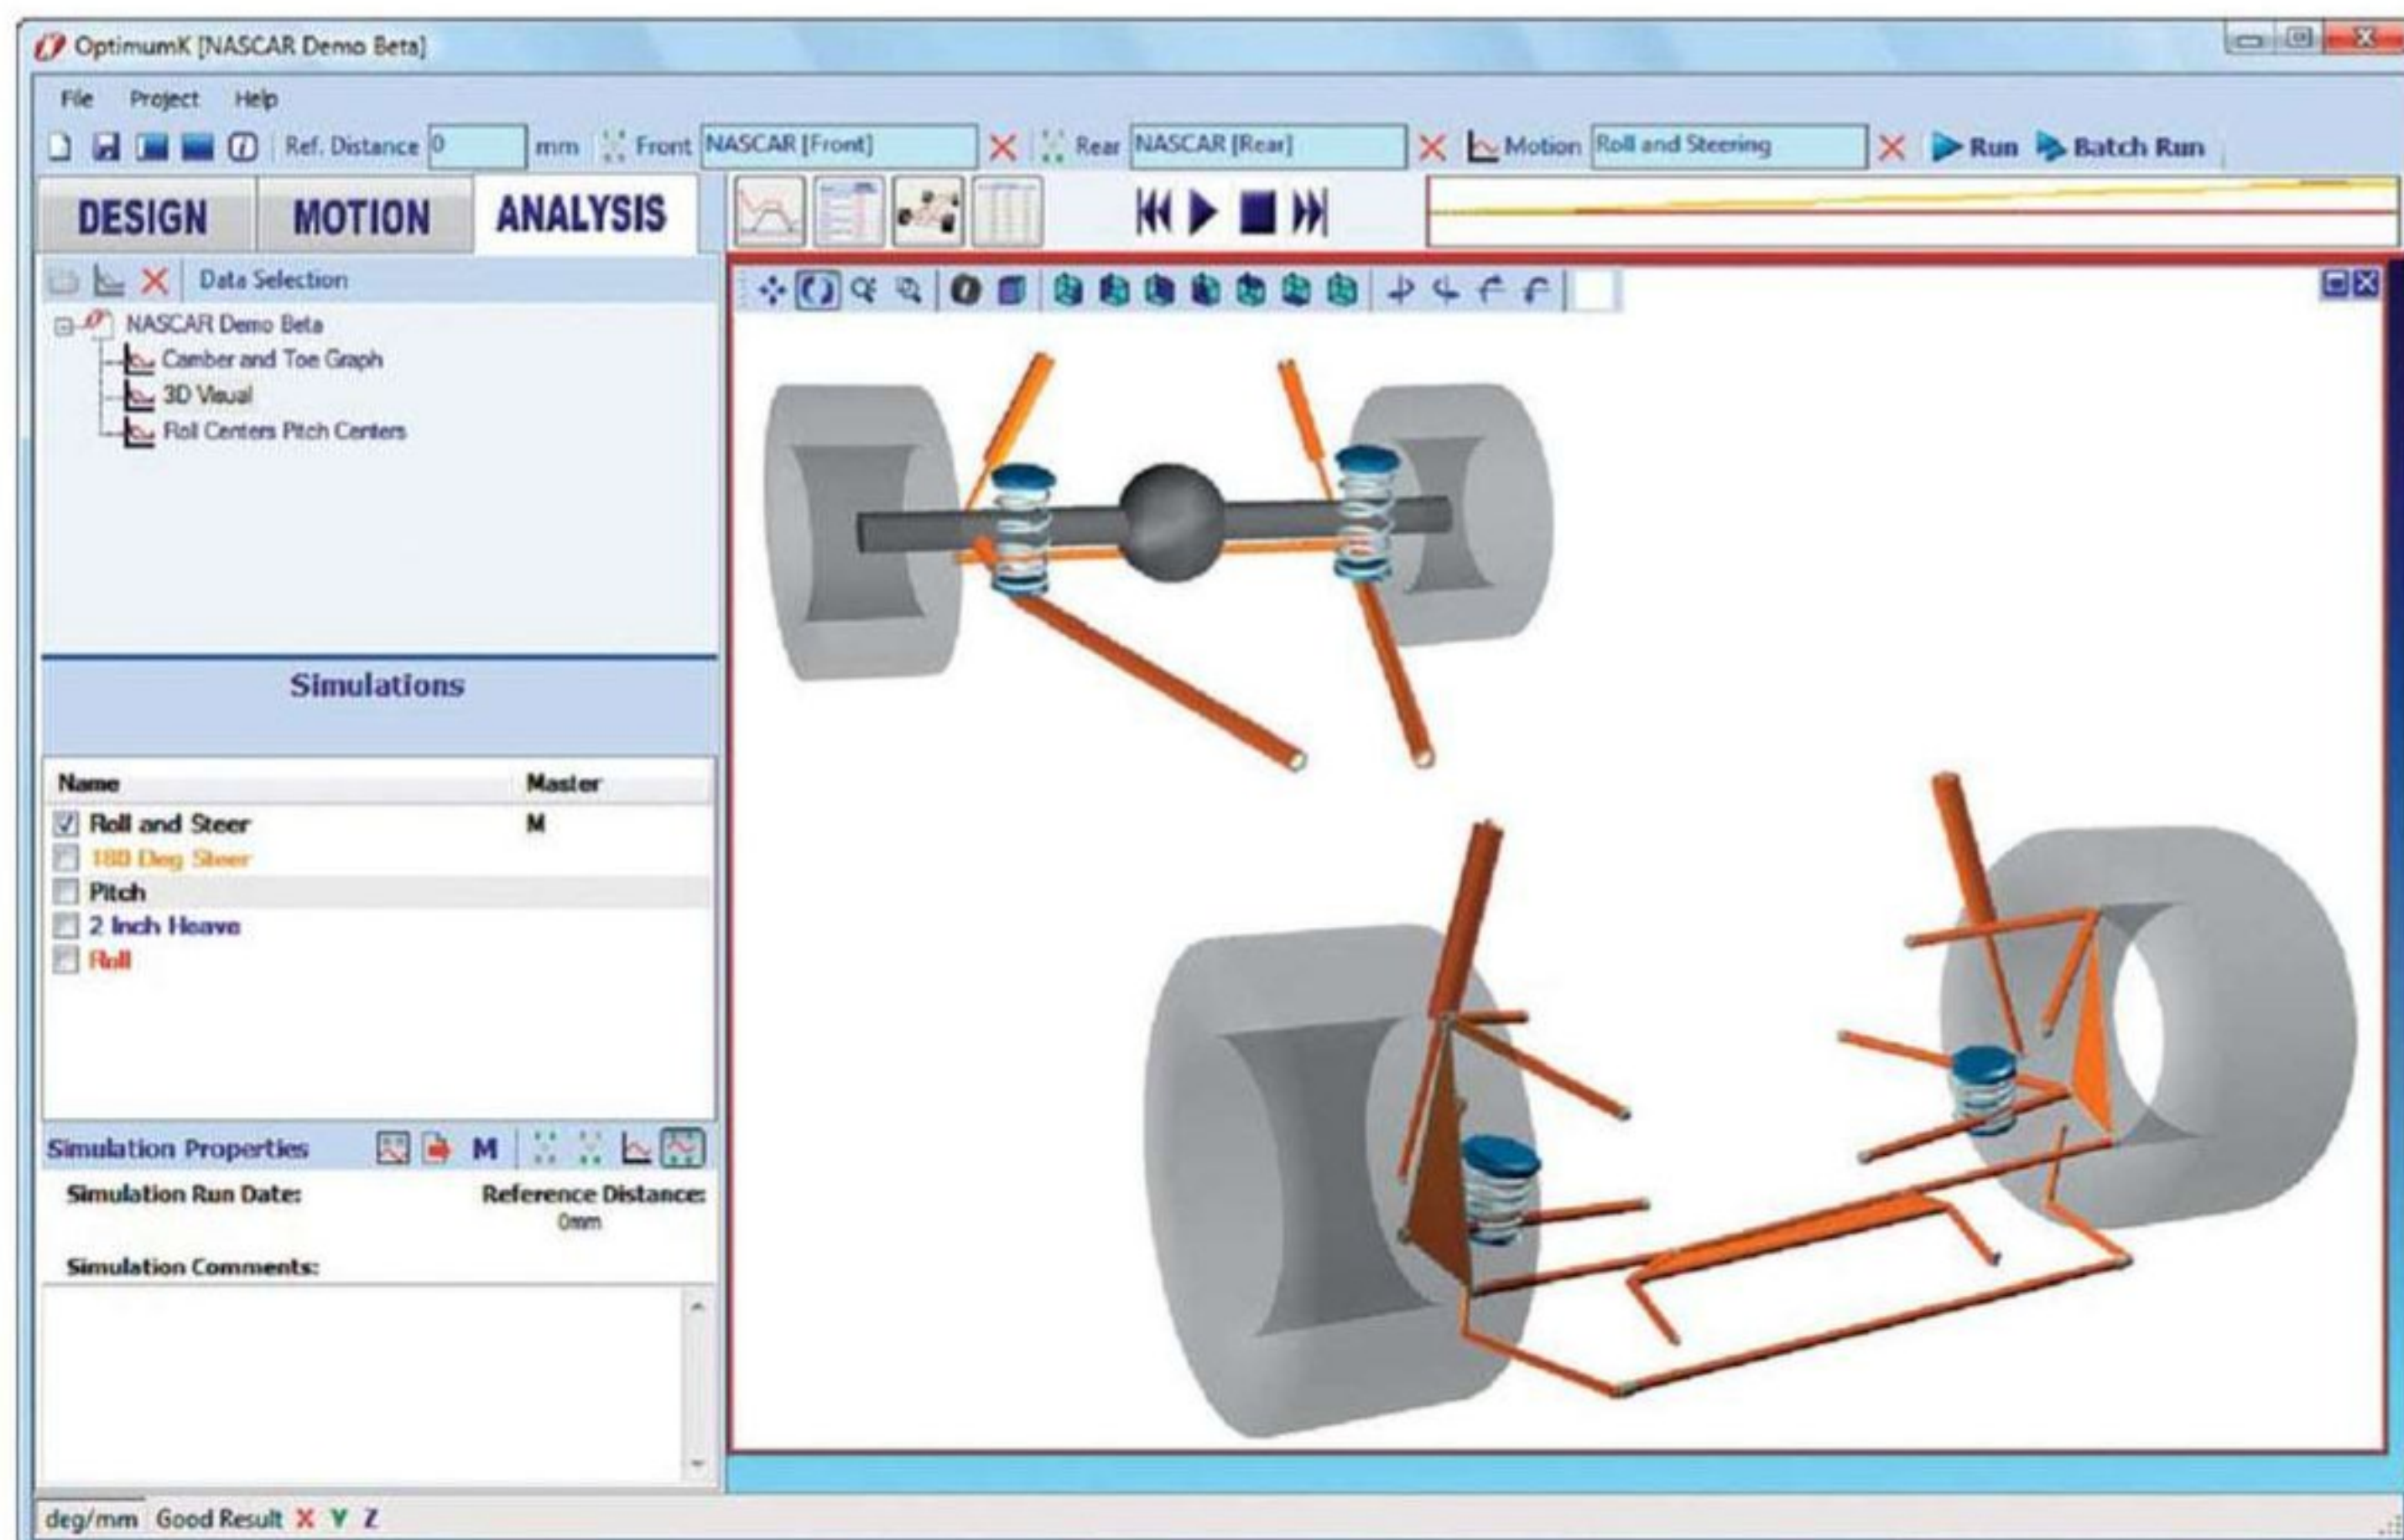 OptimumK [NASCAR Demo Beta]
File Project Help
Ref. Distance 0 mm Front NASCAR [Front] Rear NASCAR [Rear] Motion Roll and Steering Run Batch Run
DESIGN MOTION ANALYSIS
Data Selection
NASCAR Demo Beta
Camber and Toe Graph
3D Visual
Roll Centers Pitch Centers
Simulations
Name Master
Roll and Steer M
180 Deg Steer
Pitch
2 Inch Heave
Roll
Simulation Properties M
Simulation Run Date: Reference Distance:
0mm
Simulation Comments:
deg/mm Good Result X Y Z